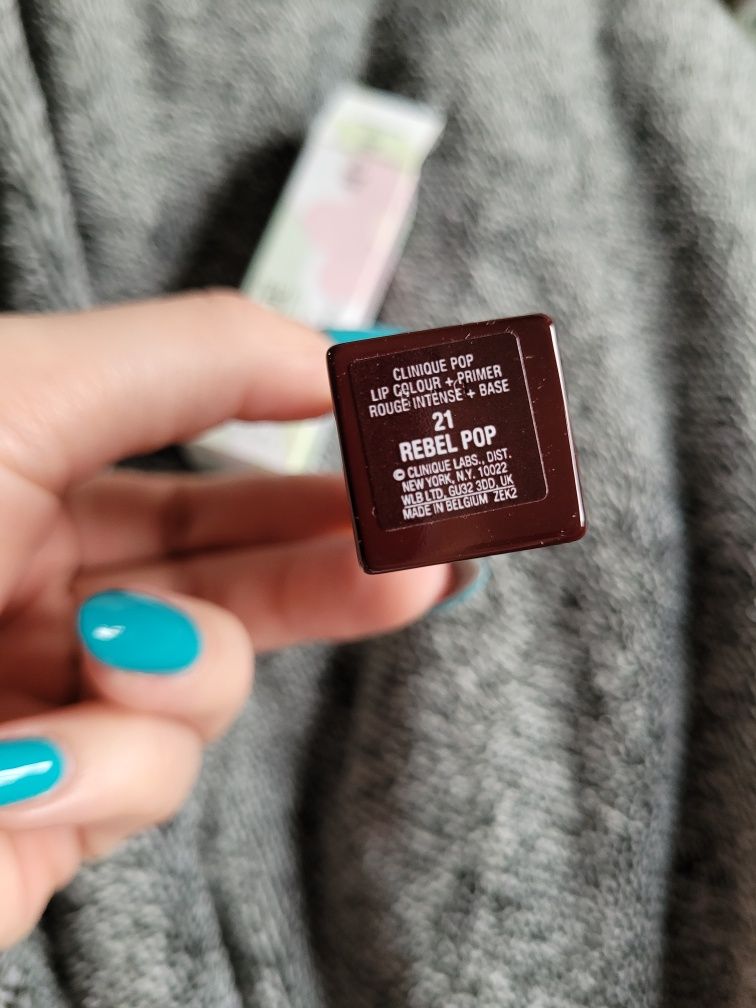 CLINIQUE POP
LIP COLOUR + PRIMER
ROUGE INTENSE + BASE
21
REBEL POP
© CLINIQUE LABS., DIST.
NEW YORK, N.Y. 10022
WLB LTD, GU32 3DD, UK
MADE IN BELGIUM ZEK2